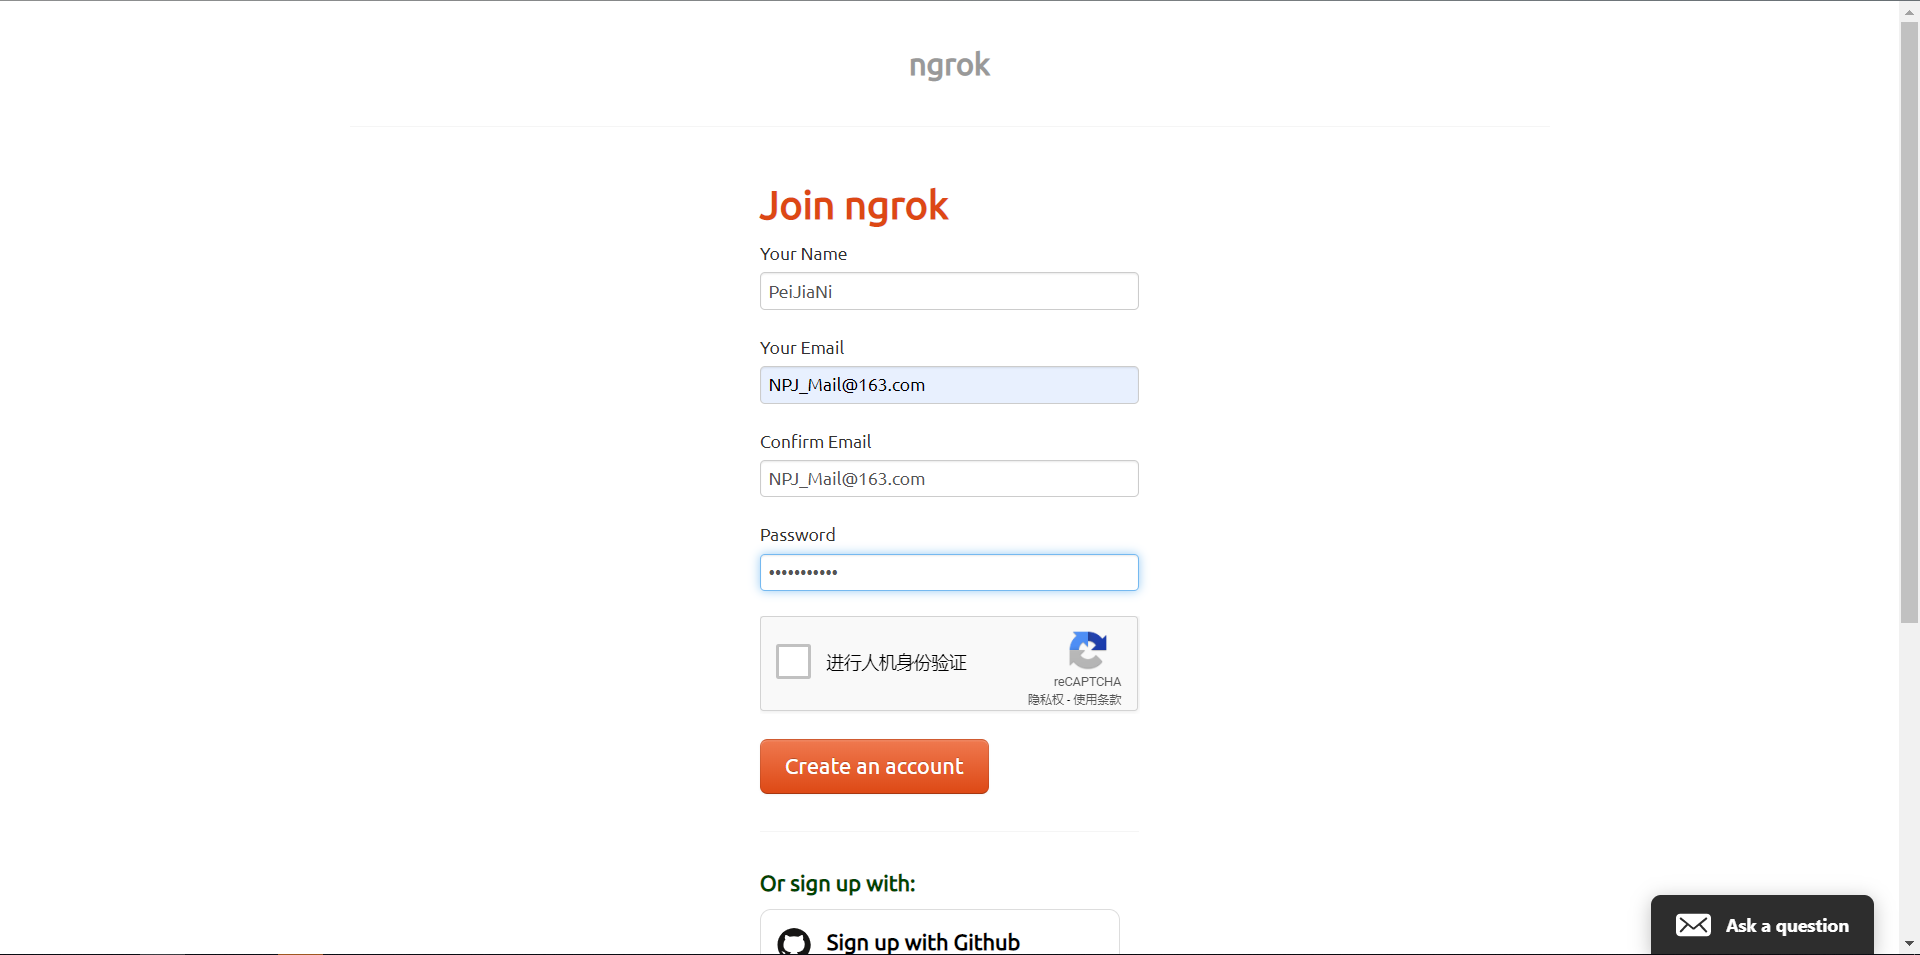 ngrok
Join ngrok
Your Name
PeiJiaNi
Your Email
NPJ_Mail@163.com
Confirm Email
NPJ_Mail@163.com
Password
•••••••••••
进行人机身份验证
reCAPTCHA
隐私权 - 使用条款
Create an account
Or sign up with:
Sign up with Github
Ask a question